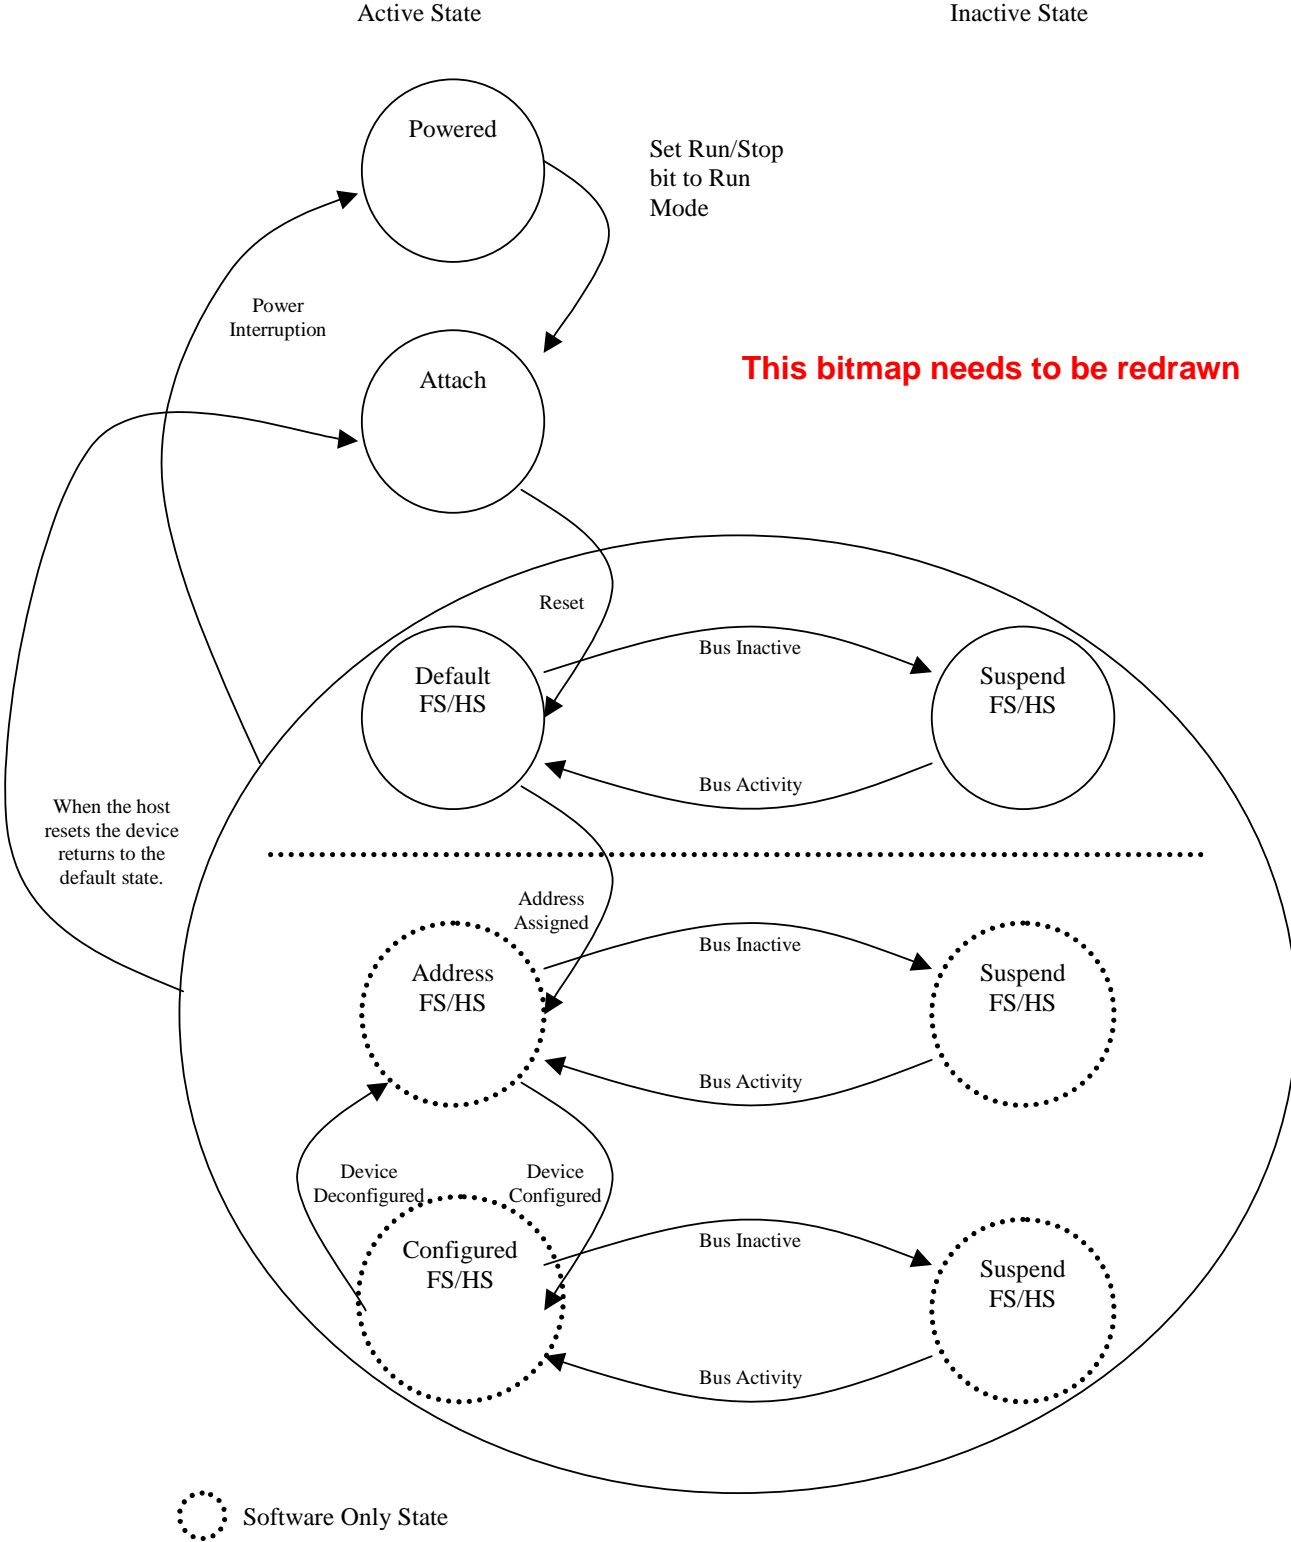 Active State
Inactive State
Powered
Set Run/Stop
bit to Run
Mode
Power
Interruption
This bitmap needs to be redrawn
Attach
Reset
Default
FS/HS
Bus Inactive
Suspend
FS/HS
Bus Activity
When the host
resets the device
returns to the
default state.
Address
Assigned
Address
FS/HS
Bus Inactive
Suspend
FS/HS
Bus Activity
Device
Deconfigured
Device
Configured
Configured
FS/HS
Bus Inactive
Suspend
FS/HS
Bus Activity
Software Only State